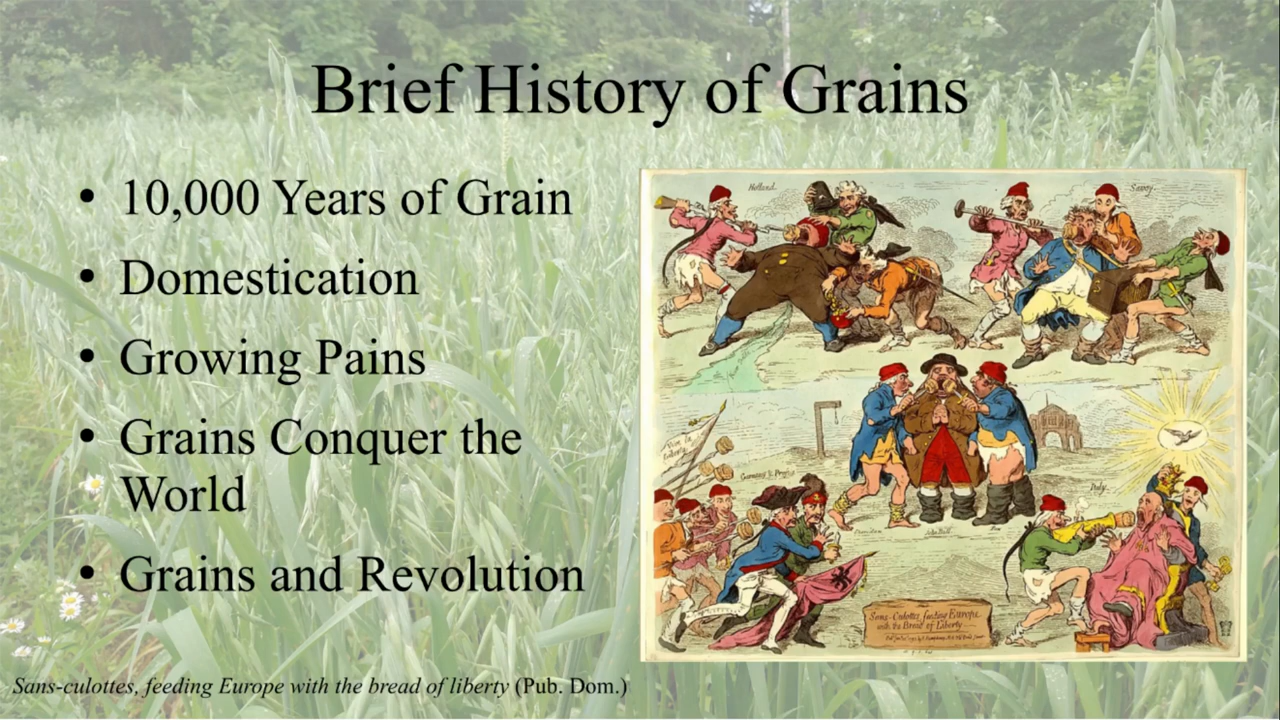 Brief History of Grains
• 10,000 Years of Grain
• Domestication
• Growing Pains
• Grains Conquer the
World
• Grains and Revolution
Holland.
Savoy.
Germany & Prussia
John Bull
Italy.
Sans-Culottes, feeding Europe
with the Bread of Liberty
Sans-culottes, feeding Europe with the bread of liberty (Pub. Dom.)